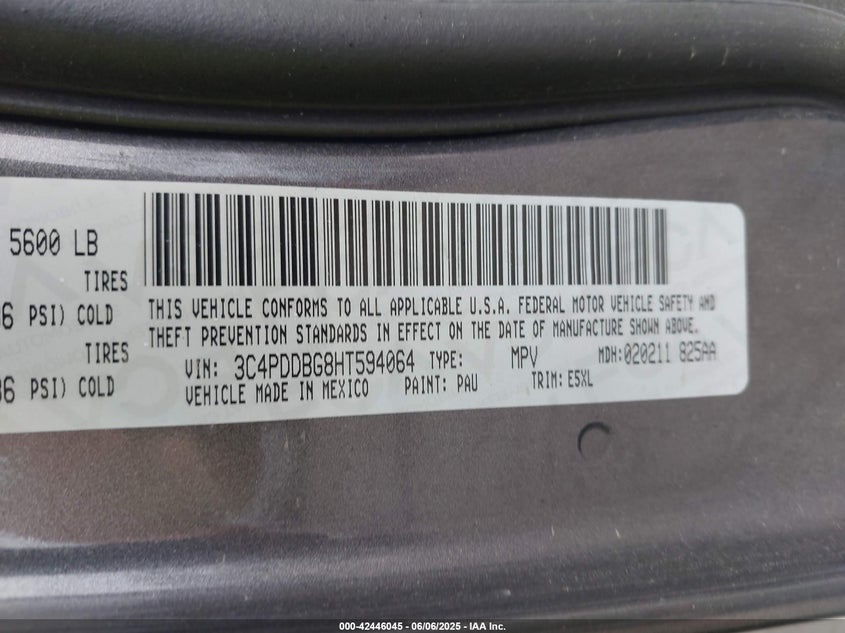 5600 LB
TIRES
36 PSI) COLD
TIRES
36 PSI) COLD
THIS VEHICLE CONFORMS TO ALL APPLICABLE U.S.A. FEDERAL MOTOR VEHICLE SAFETY AND
THEFT PREVENTION STANDARDS IN EFFECT ON THE DATE OF MANUFACTURE SHOWN ABOVE.
VIN: 3C4PDDBG8HT594064 TYPE: MPV MDH:020211 825AA
VEHICLE MADE IN MEXICO PAINT: PAU TRIM: E5XL
000-42446045 - 06/06/2025 - IAA Inc.